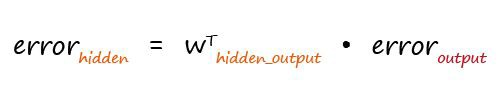 error_hidden = w^T_hidden_output • error_output